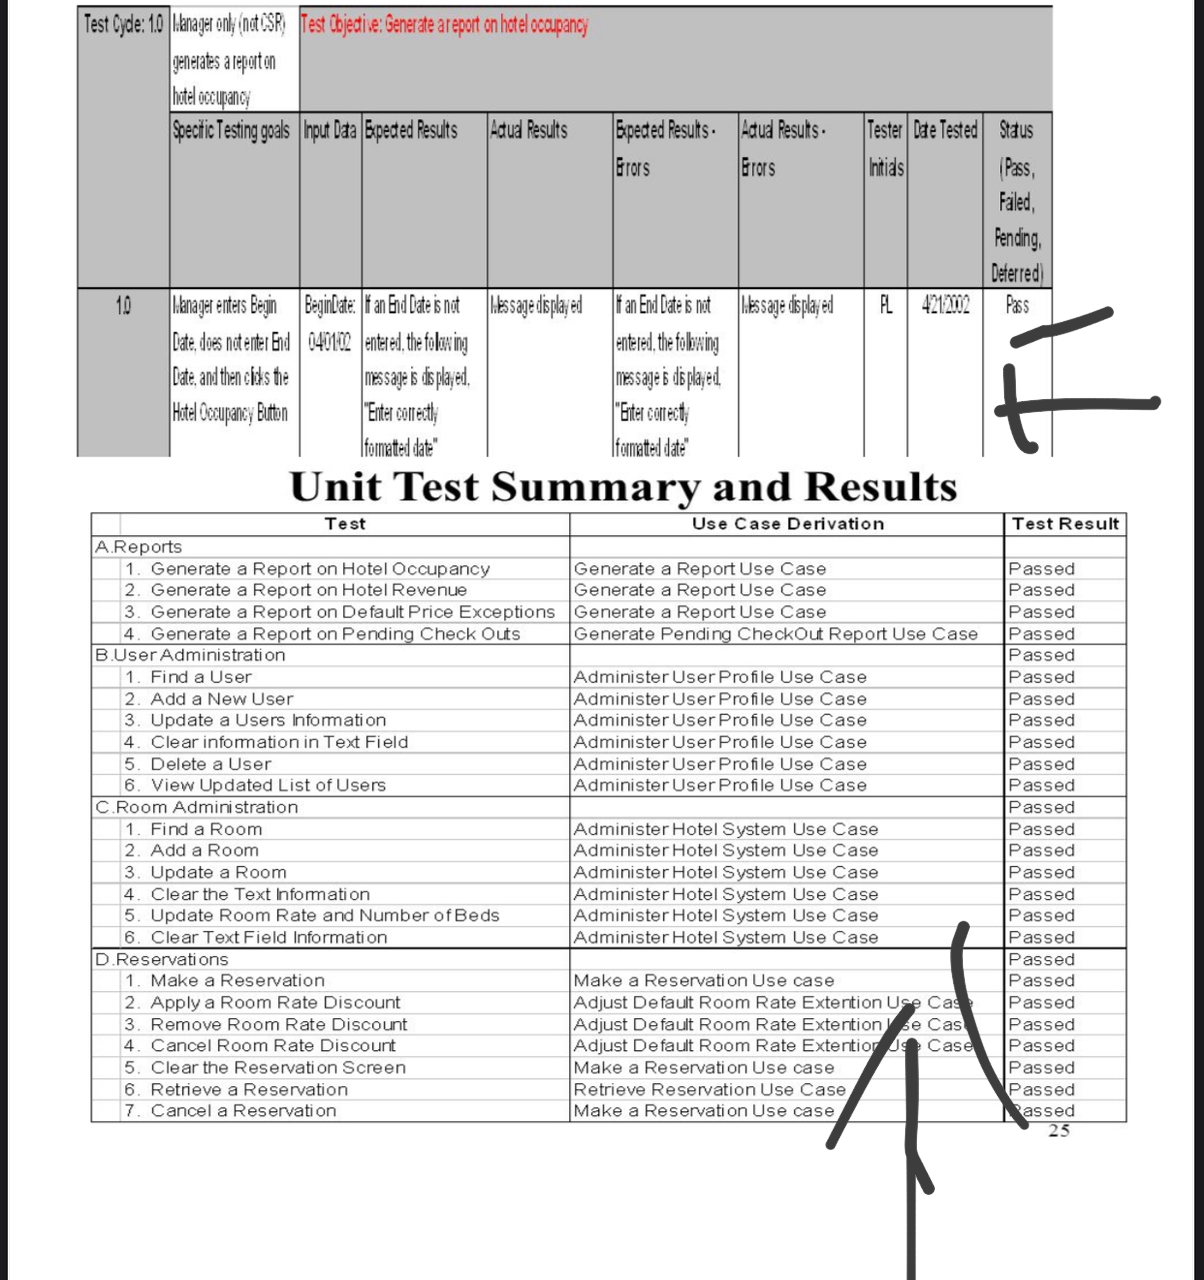 Test Cycle: 1.0 Manager only (not CSR) generates a report on hotel occupancy Test Objective: Generate a report on hotel occupancy
Specific Testing goals Input Data Expected Results Actual Results Expected Results - Errors Actual Results - Errors Tester Initials Date Tested Status (Pass, Failed, Pending, Deferred)
1.0 Manager enters Begin Date, does not enter End Date, and then clicks the Hotel Occupancy Button BeginDate: 04/01/02 If an End Date is not entered, the following message is displayed, "Enter correctly formatted date" Message displayed If an End Date is not entered, the following message is displayed, "Enter correctly formatted date" Message displayed PL 4/21/2002 Pass
Unit Test Summary and Results
Test Use Case Derivation Test Result
A.Reports
1. Generate a Report on Hotel Occupancy Generate a Report Use Case Passed
2. Generate a Report on Hotel Revenue Generate a Report Use Case Passed
3. Generate a Report on Default Price Exceptions Generate a Report Use Case Passed
4. Generate a Report on Pending Check Outs Generate Pending CheckOut Report Use Case Passed
B.User Administration Passed
1. Find a User Administer User Profile Use Case Passed
2. Add a New User Administer User Profile Use Case Passed
3. Update a Users Information Administer User Profile Use Case Passed
4. Clear information in Text Field Administer User Profile Use Case Passed
5. Delete a User Administer User Profile Use Case Passed
6. View Updated List of Users Administer User Profile Use Case Passed
C.Room Administration Passed
1. Find a Room Administer Hotel System Use Case Passed
2. Add a Room Administer Hotel System Use Case Passed
3. Update a Room Administer Hotel System Use Case Passed
4. Clear the Text Information Administer Hotel System Use Case Passed
5. Update Room Rate and Number of Beds Administer Hotel System Use Case Passed
6. Clear Text Field Information Administer Hotel System Use Case Passed
D.Reservations Passed
1. Make a Reservation Make a Reservation Use case Passed
2. Apply a Room Rate Discount Adjust Default Room Rate Extention Use Case Passed
3. Remove Room Rate Discount Adjust Default Room Rate Extention Use Case Passed
4. Cancel Room Rate Discount Adjust Default Room Rate Extention Use Case Passed
5. Clear the Reservation Screen Make a Reservation Use case Passed
6. Retrieve a Reservation Retrieve Reservation Use Case Passed
7. Cancel a Reservation Make a Reservation Use case Passed
25